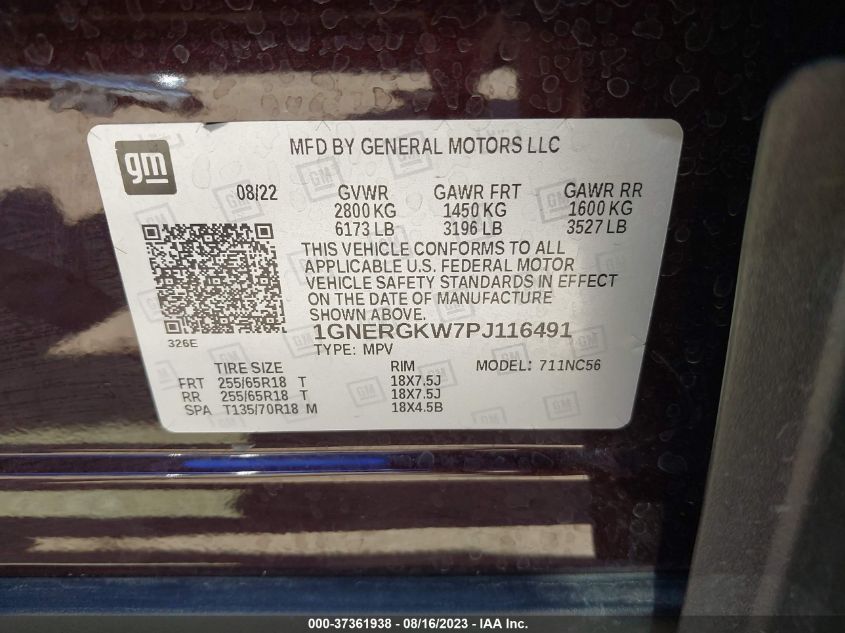 gm
MFD BY GENERAL MOTORS LLC
08/22 GVWR GAWR FRT GAWR RR
2800 KG 1450 KG 1600 KG
6173 LB 3196 LB 3527 LB
THIS VEHICLE CONFORMS TO ALL
APPLICABLE U.S. FEDERAL MOTOR
VEHICLE SAFETY STANDARDS IN EFFECT
ON THE DATE OF MANUFACTURE
SHOWN ABOVE.
1GNERGKW7PJ116491
326E
TYPE: MPV
TIRE SIZE RIM MODEL: 711NC56
FRT 255/65R18 T 18X7.5J
RR 255/65R18 T 18X7.5J
SPA T135/70R18 M 18X4.5B
000-37361938 - 08/16/2023 - IAA Inc.